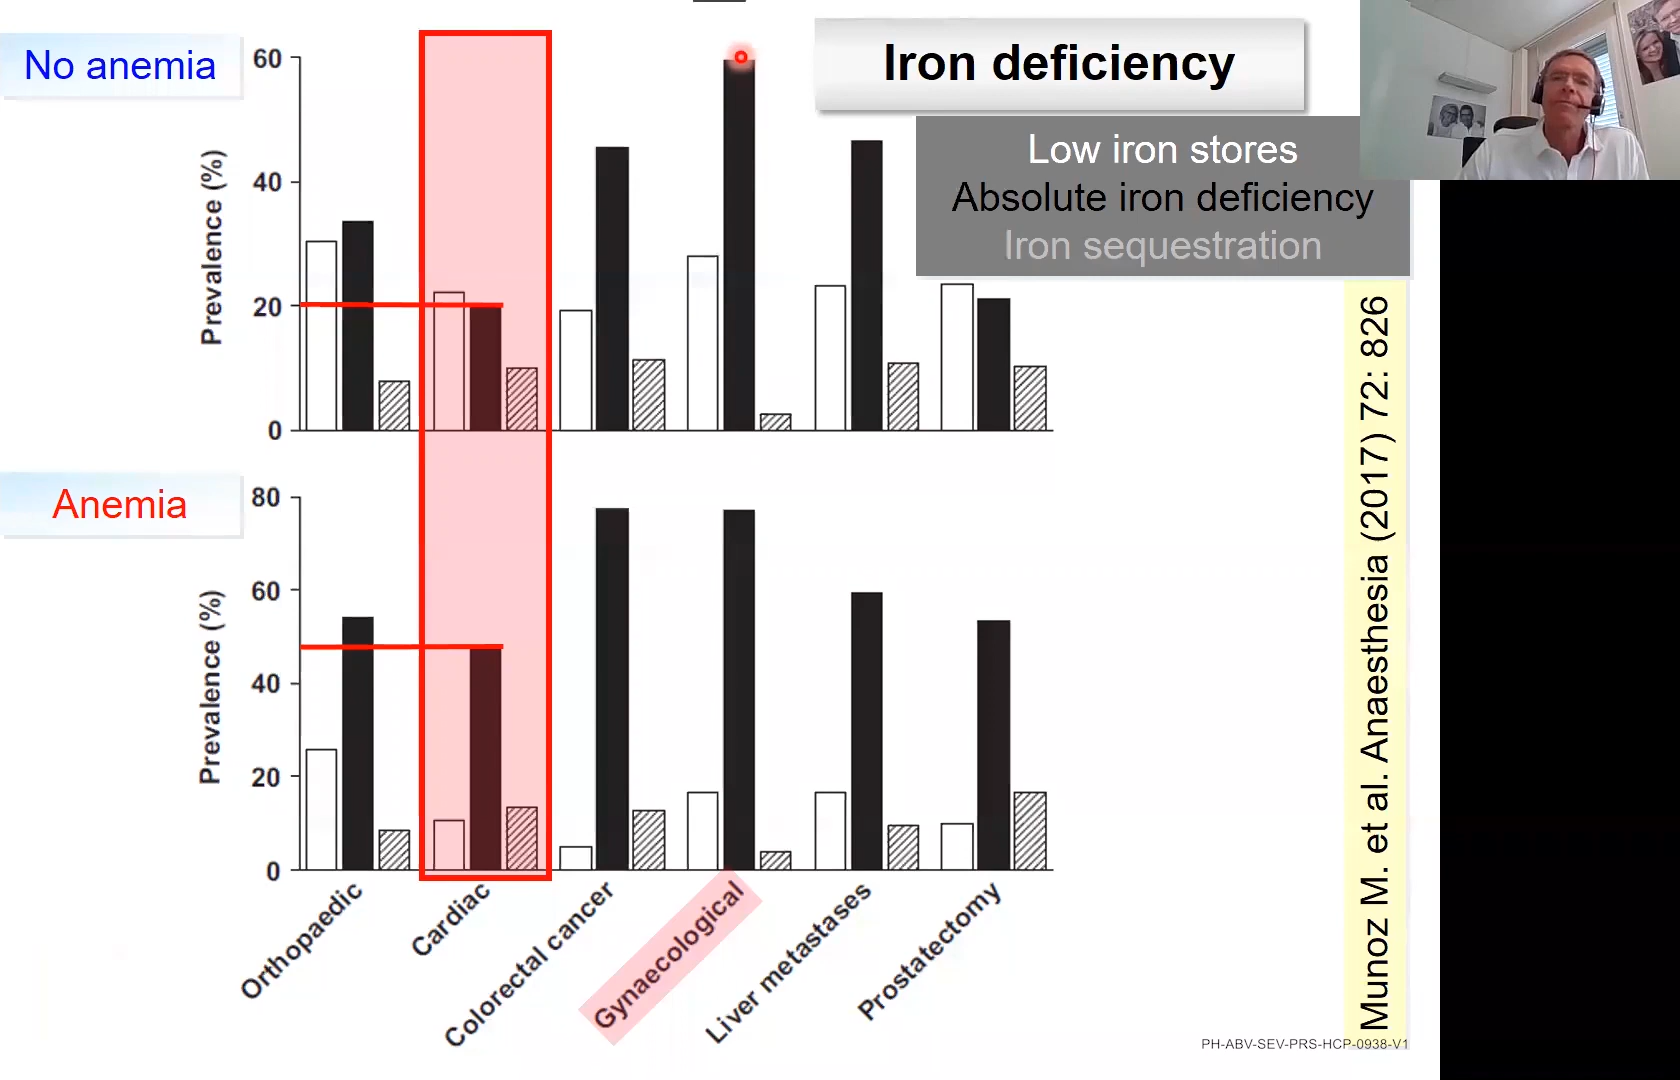 No anemia
Iron deficiency
Low iron stores
Absolute iron deficiency
Iron sequestration
Prevalence (%)
60
40
20
0
Anemia
Prevalence (%)
80
60
40
20
0
Orthopaedic
Cardiac
Colorectal cancer
Gynaecological
Liver metastases
Prostatectomy
Munoz M. et al. Anaesthesia (2017) 72: 826
PH-ABV-SEV-PRS-HCP-0938-V1